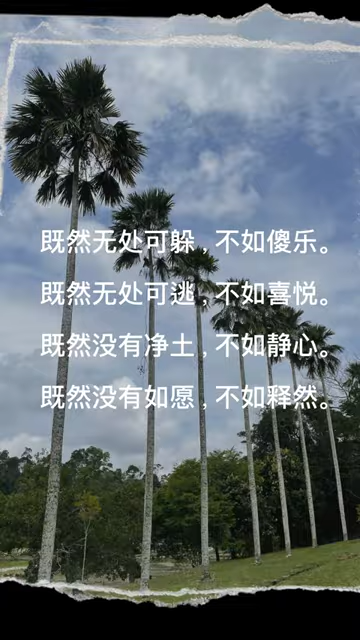 既然无处可躲，不如傻乐。
既然无处可逃，不如喜悦。
既然没有净土，不如静心。
既然没有如愿，不如释然。